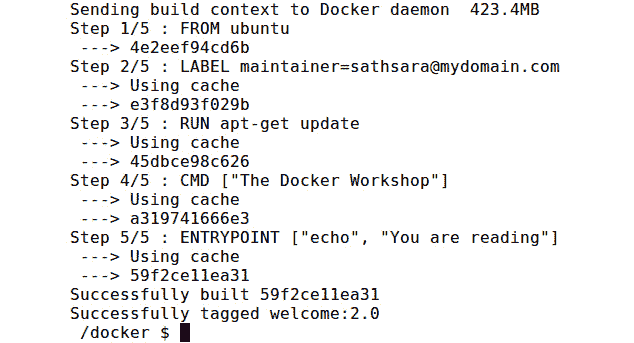 Sending build context to Docker daemon  423.4MB
Step 1/5 : FROM ubuntu
 ---> 4e2eef94cd6b
Step 2/5 : LABEL maintainer=sathsara@mydomain.com
 ---> Using cache
 ---> e3f8d93f029b
Step 3/5 : RUN apt-get update
 ---> Using cache
 ---> 45dbce98c626
Step 4/5 : CMD ["The Docker Workshop"]
 ---> Using cache
 ---> a319741666e3
Step 5/5 : ENTRYPOINT ["echo", "You are reading"]
 ---> Using cache
 ---> 59f2ce11ea31
Successfully built 59f2ce11ea31
Successfully tagged welcome:2.0
 /docker $